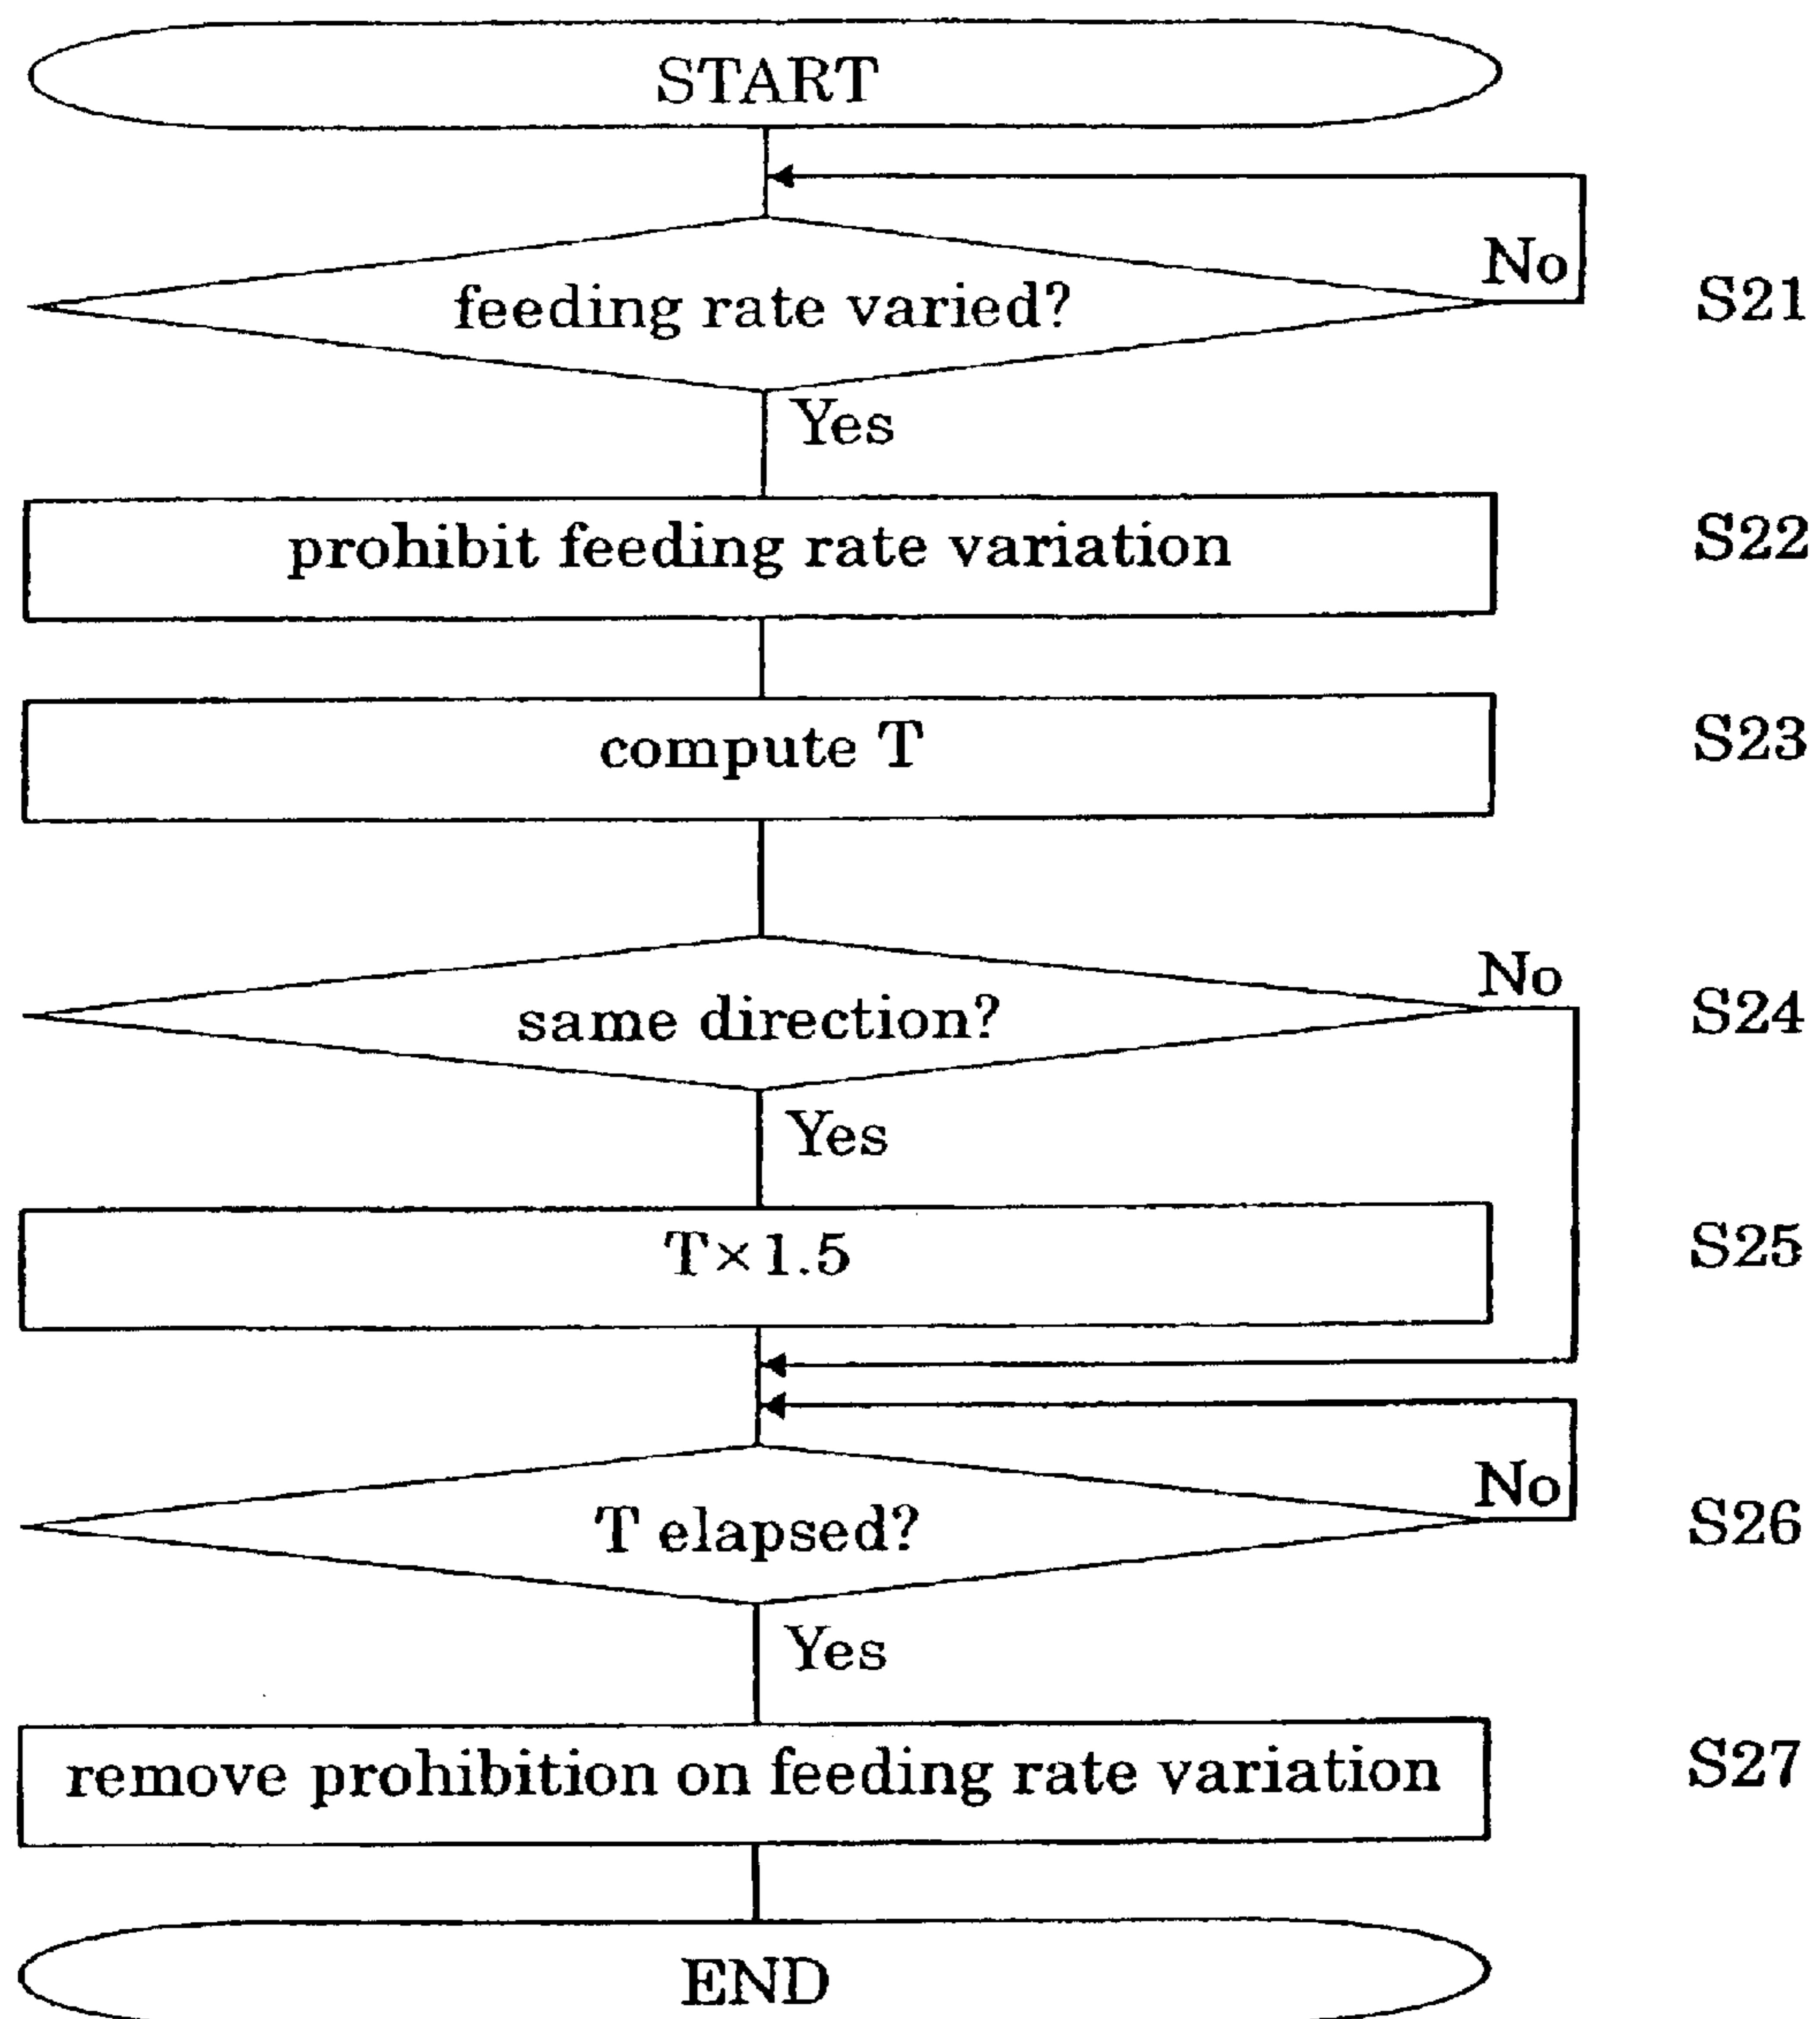 START
No
feeding rate varied?
S21
Yes
prohibit feeding rate variation
S22
compute T
S23
No
same direction?
S24
Yes
T×1.5
S25
No
T elapsed?
S26
Yes
remove prohibition on feeding rate variation
S27
END